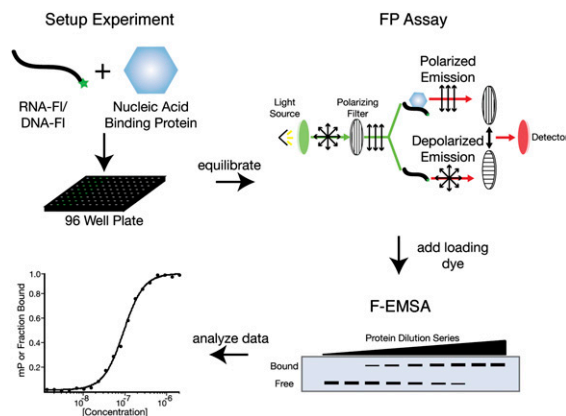 Setup Experiment
FP Assay
RNA-Fl/
DNA-Fl
+
Nucleic Acid
Binding Protein
96 Well Plate
equilibrate
Light
Source
Polarizing
Filter
Polarized
Emission
Depolarized
Emission
Detector
add loading
dye
F-EMSA
Protein Dilution Series
Bound
Free
analyze data
mP or Fraction Bound
1.0
0.8
0.6
0.4
0.2
10-8
10-7
10-6
[Concentration]